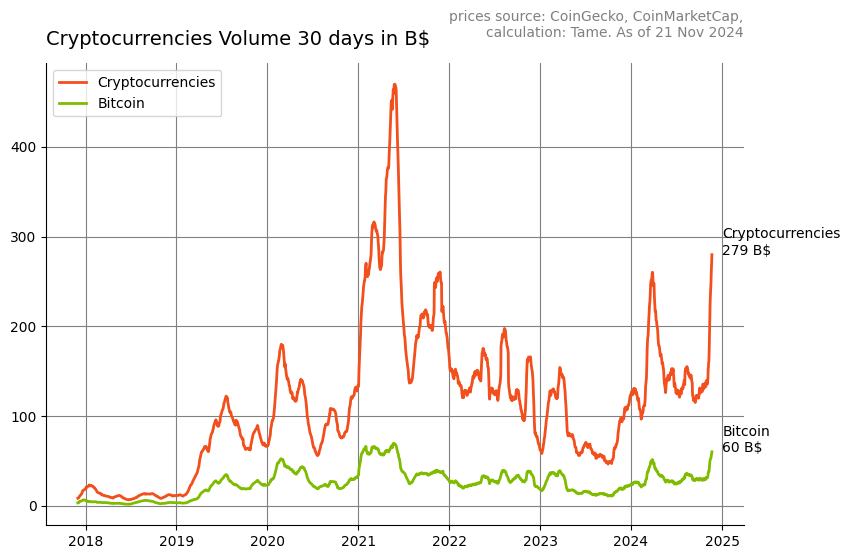 prices source: CoinGecko, CoinMarketCap,
calculation: Tame. As of 21 Nov 2024
Cryptocurrencies Volume 30 days in B$
Cryptocurrencies
Bitcoin
400
300
200
100
0
Cryptocurrencies
279 B$
Bitcoin
60 B$
2018 2019 2020 2021 2022 2023 2024 2025